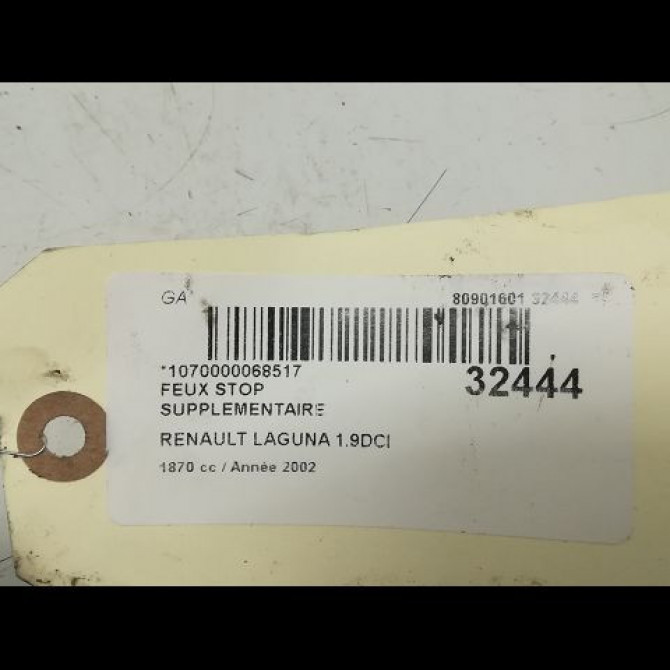 GA
80901601 32444
*1070000068517
32444
FEUX STOP
SUPPLEMENTAIRE
RENAULT LAGUNA 1.9DCI
1870 cc / Année 2002